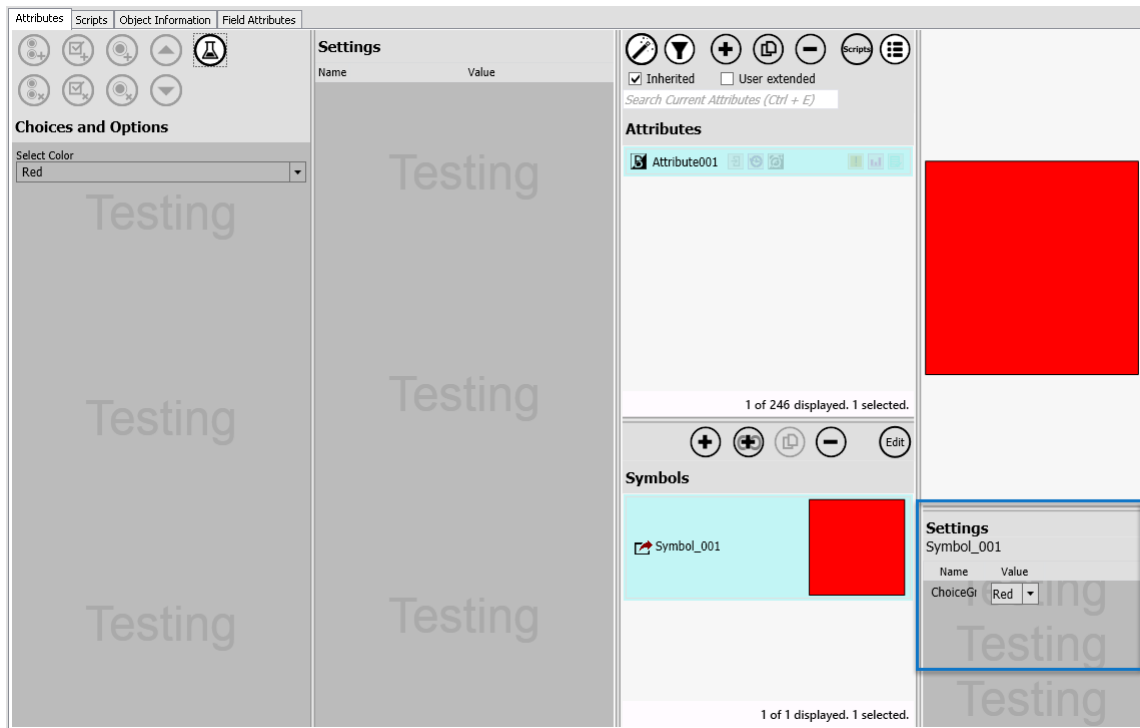 Attributes
Scripts
Object Information
Field Attributes
Choices and Options
Select Color
Red
Testing
Testing
Testing
Settings
Name Value
Testing
Testing
Testing
Scripts
Inherited User extended
Search Current Attributes (Ctrl + E)
Attributes
Attribute001
1 of 246 displayed. 1 selected.
Edit
Symbols
Symbol_001
1 of 1 displayed. 1 selected.
Settings
Symbol_001
Name Value
ChoiceGr Red
Testing
Testing
Testing